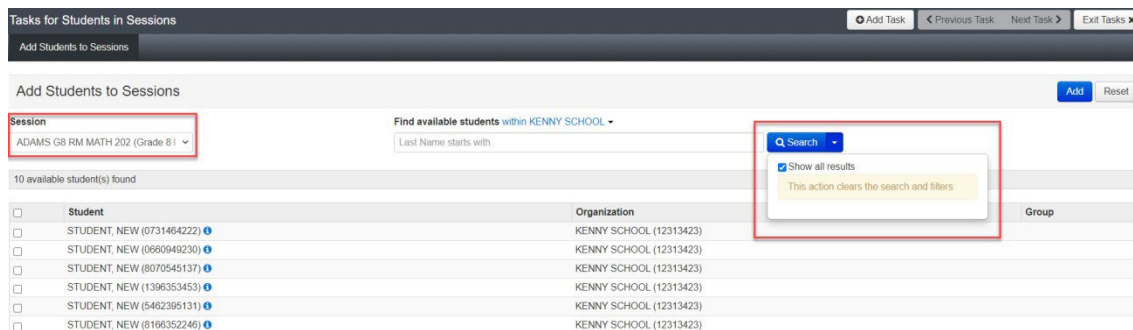 Tasks for Students in Sessions
Add Task
Previous Task
Next Task
Exit Tasks
Add Students to Sessions
Add Students to Sessions
Add
Reset
Session
Find available students within KENNY SCHOOL
ADAMS G8 RM MATH 202 (Grade 8
Last Name starts with
Search
Show all results
This action clears the search and filters
10 available student(s) found
Student
Organization
Group
STUDENT, NEW (0731464222)
KENNY SCHOOL (12313423)
STUDENT, NEW (0660949230)
KENNY SCHOOL (12313423)
STUDENT, NEW (8070545137)
KENNY SCHOOL (12313423)
STUDENT, NEW (1396353453)
KENNY SCHOOL (12313423)
STUDENT, NEW (5462395131)
KENNY SCHOOL (12313423)
STUDENT, NEW (8166352246)
KENNY SCHOOL (12313423)